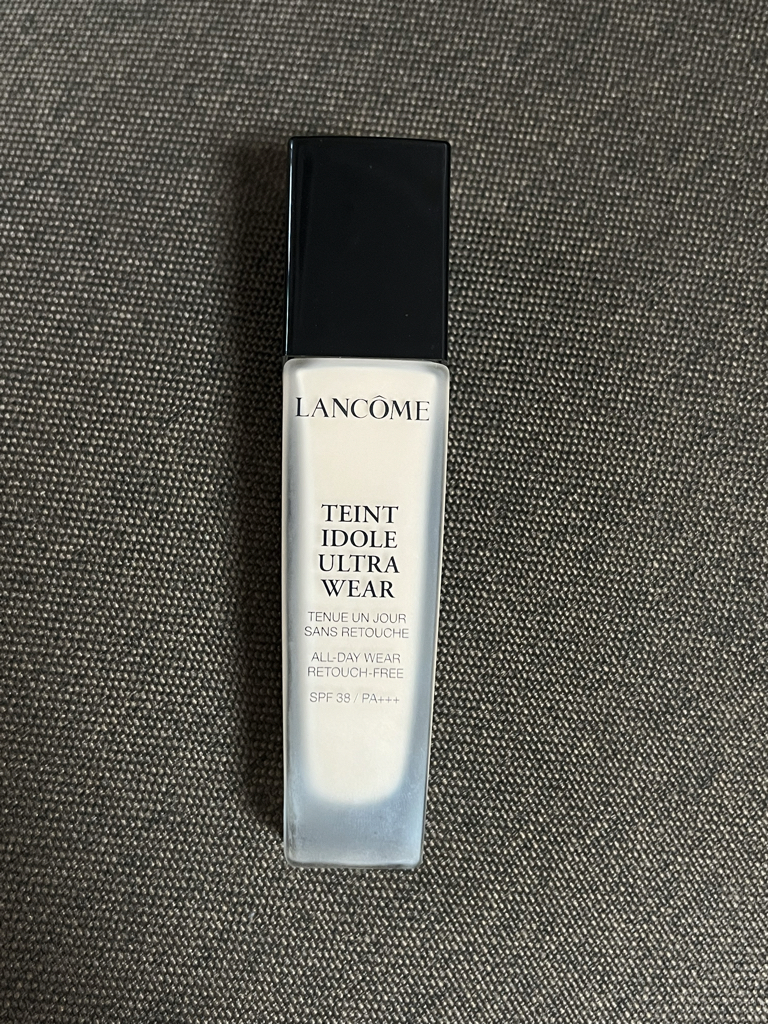 LANCÔME
TEINT
IDOLE
ULTRA
WEAR
TENUE UN JOUR
SANS RETOUCHE
ALL-DAY WEAR
RETOUCH-FREE
SPF 38 / PA+++